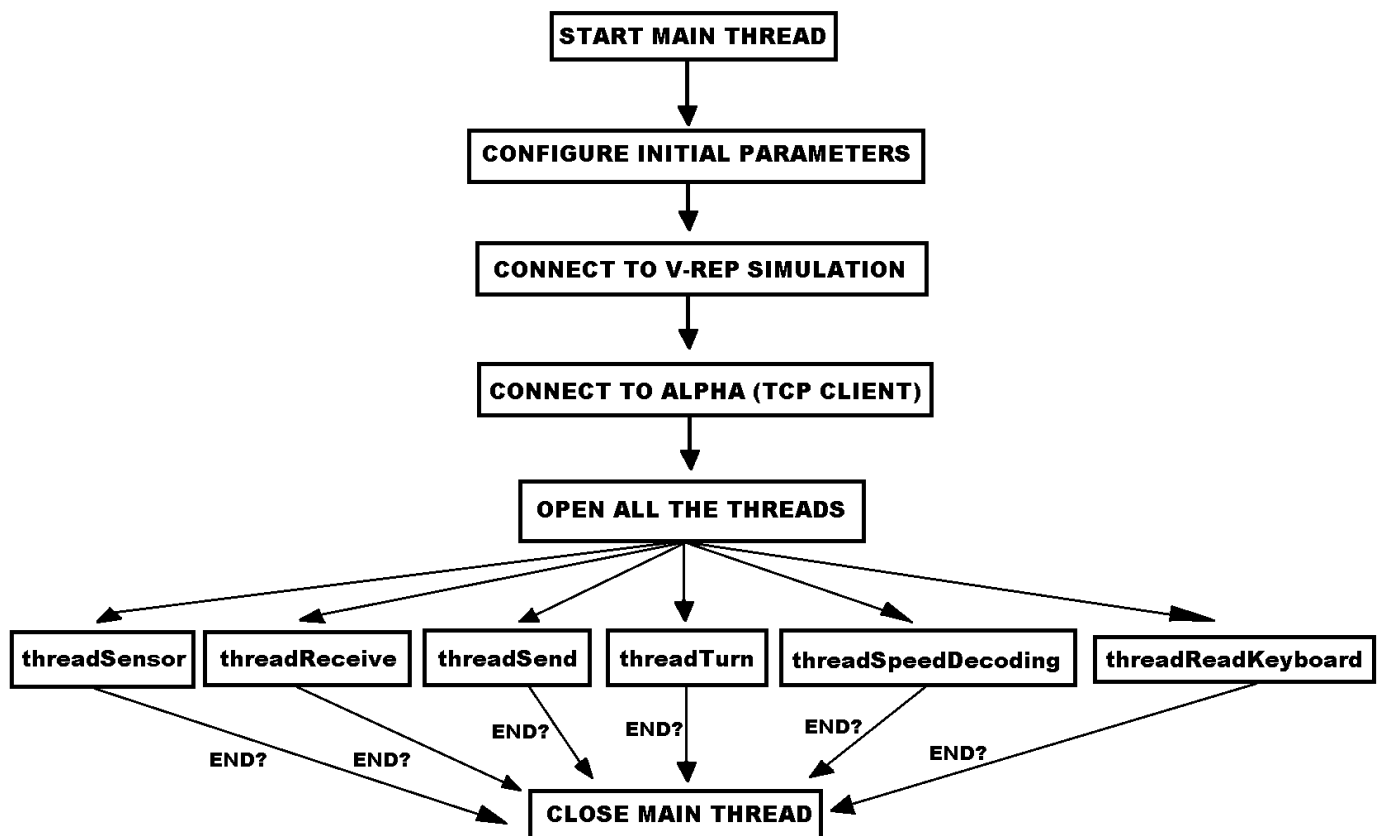 START MAIN THREAD
CONFIGURE INITIAL PARAMETERS
CONNECT TO V-REP SIMULATION
CONNECT TO ALPHA (TCP CLIENT)
OPEN ALL THE THREADS
threadSensor
threadReceive
threadSend
threadTurn
threadSpeedDecoding
threadReadKeyboard
END?
END?
END?
END?
END?
END?
CLOSE MAIN THREAD